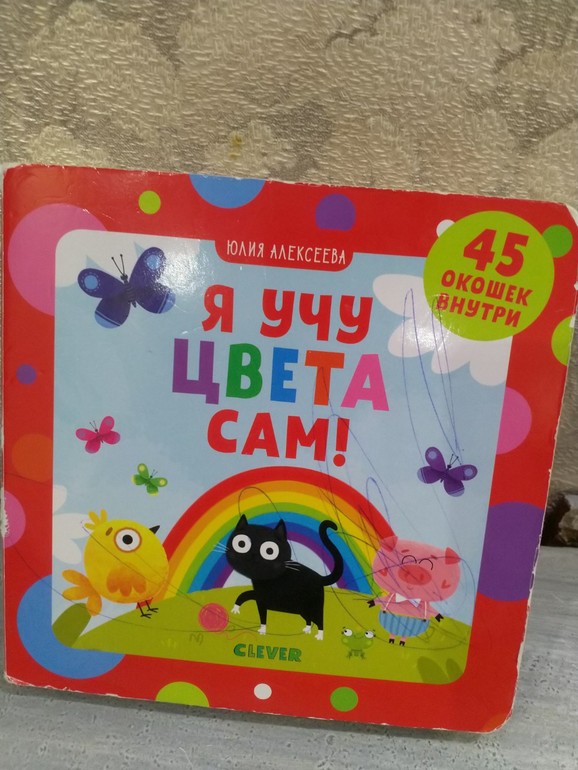 ЮЛИЯ АЛЕКСЕЕВА
45
ОКОШЕК
ВНУТРИ
Я УЧУ
ЦВЕТА
САМ!
CLEVER